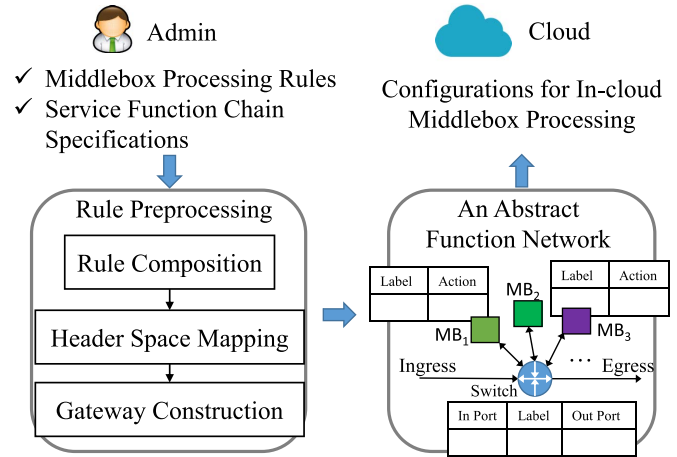 Admin
✓ Middlebox Processing Rules
✓ Service Function Chain
Specifications
Rule Preprocessing
Rule Composition
Header Space Mapping
Gateway Construction
Cloud
Configurations for In-cloud
Middlebox Processing
An Abstract
Function Network
Label Action
Label Action
MB1
MB2
MB3
...
Ingress
Egress
Switch
In Port Label Out Port